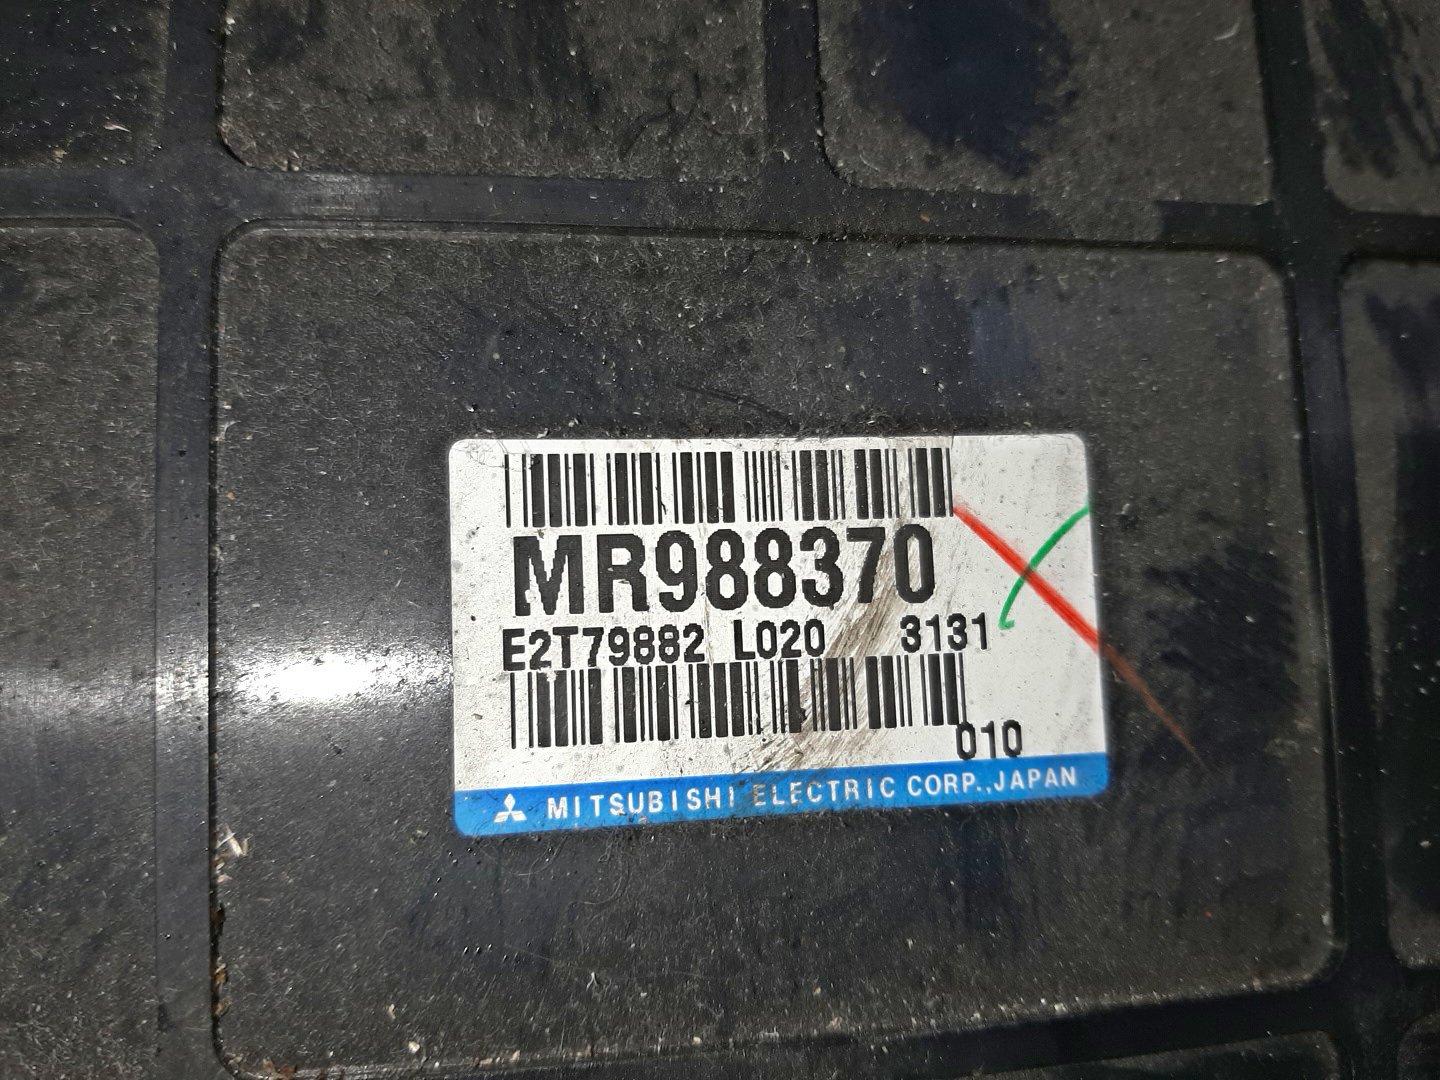 MR988370
E2T79882 L020 3131
010
MITSUBISHI ELECTRIC CORP.,JAPAN